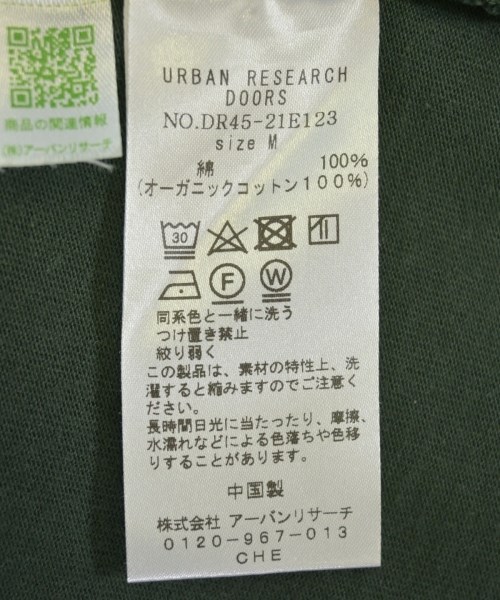 商品の関連情報
(株)アーバンリサーチ
URBAN RESEARCH
DOORS
NO.DR45-21E123
size M
綿 100%
(オーガニックコットン100%)
30
F W
同系色と一緒に洗う
つけ置き禁止
絞り弱く
この製品は、素材の特性上、洗
濯すると縮みますのでご注意く
ださい。
長時間日光に当たったり、摩擦、
水濡れなどによる色落ちや色移
りすることがあります。
中国製
株式会社 アーバンリサーチ
0120-967-013
CHE